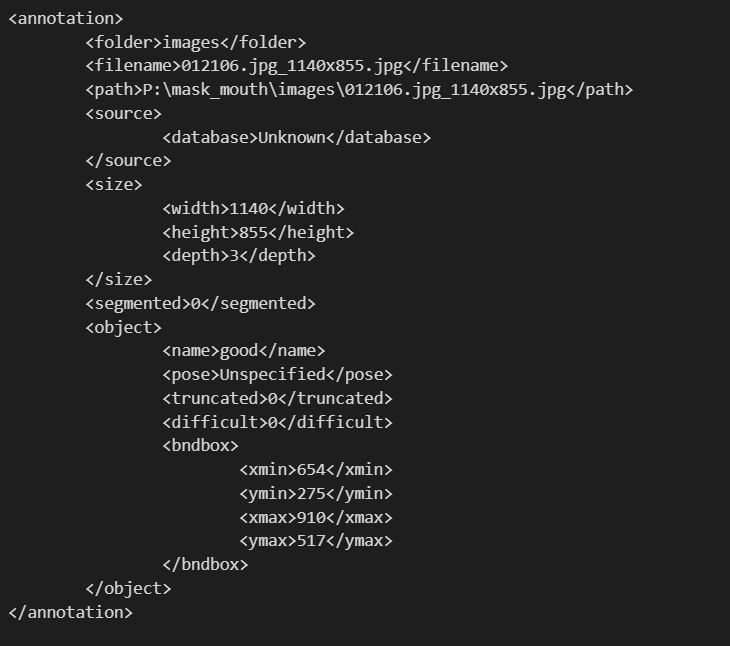 <annotation>
<folder>images</folder>
<filename>012106.jpg_1140x855.jpg</filename>
<path>P:\mask_mouth\images\012106.jpg_1140x855.jpg</path>
<source>
<database>Unknown</database>
</source>
<size>
<width>1140</width>
<height>855</height>
<depth>3</depth>
</size>
<segmented>0</segmented>
<object>
<name>good</name>
<pose>Unspecified</pose>
<truncated>0</truncated>
<difficult>0</difficult>
<bndbox>
<xmin>654</xmin>
<ymin>275</ymin>
<xmax>910</xmax>
<ymax>517</ymax>
</bndbox>
</object>
</annotation>